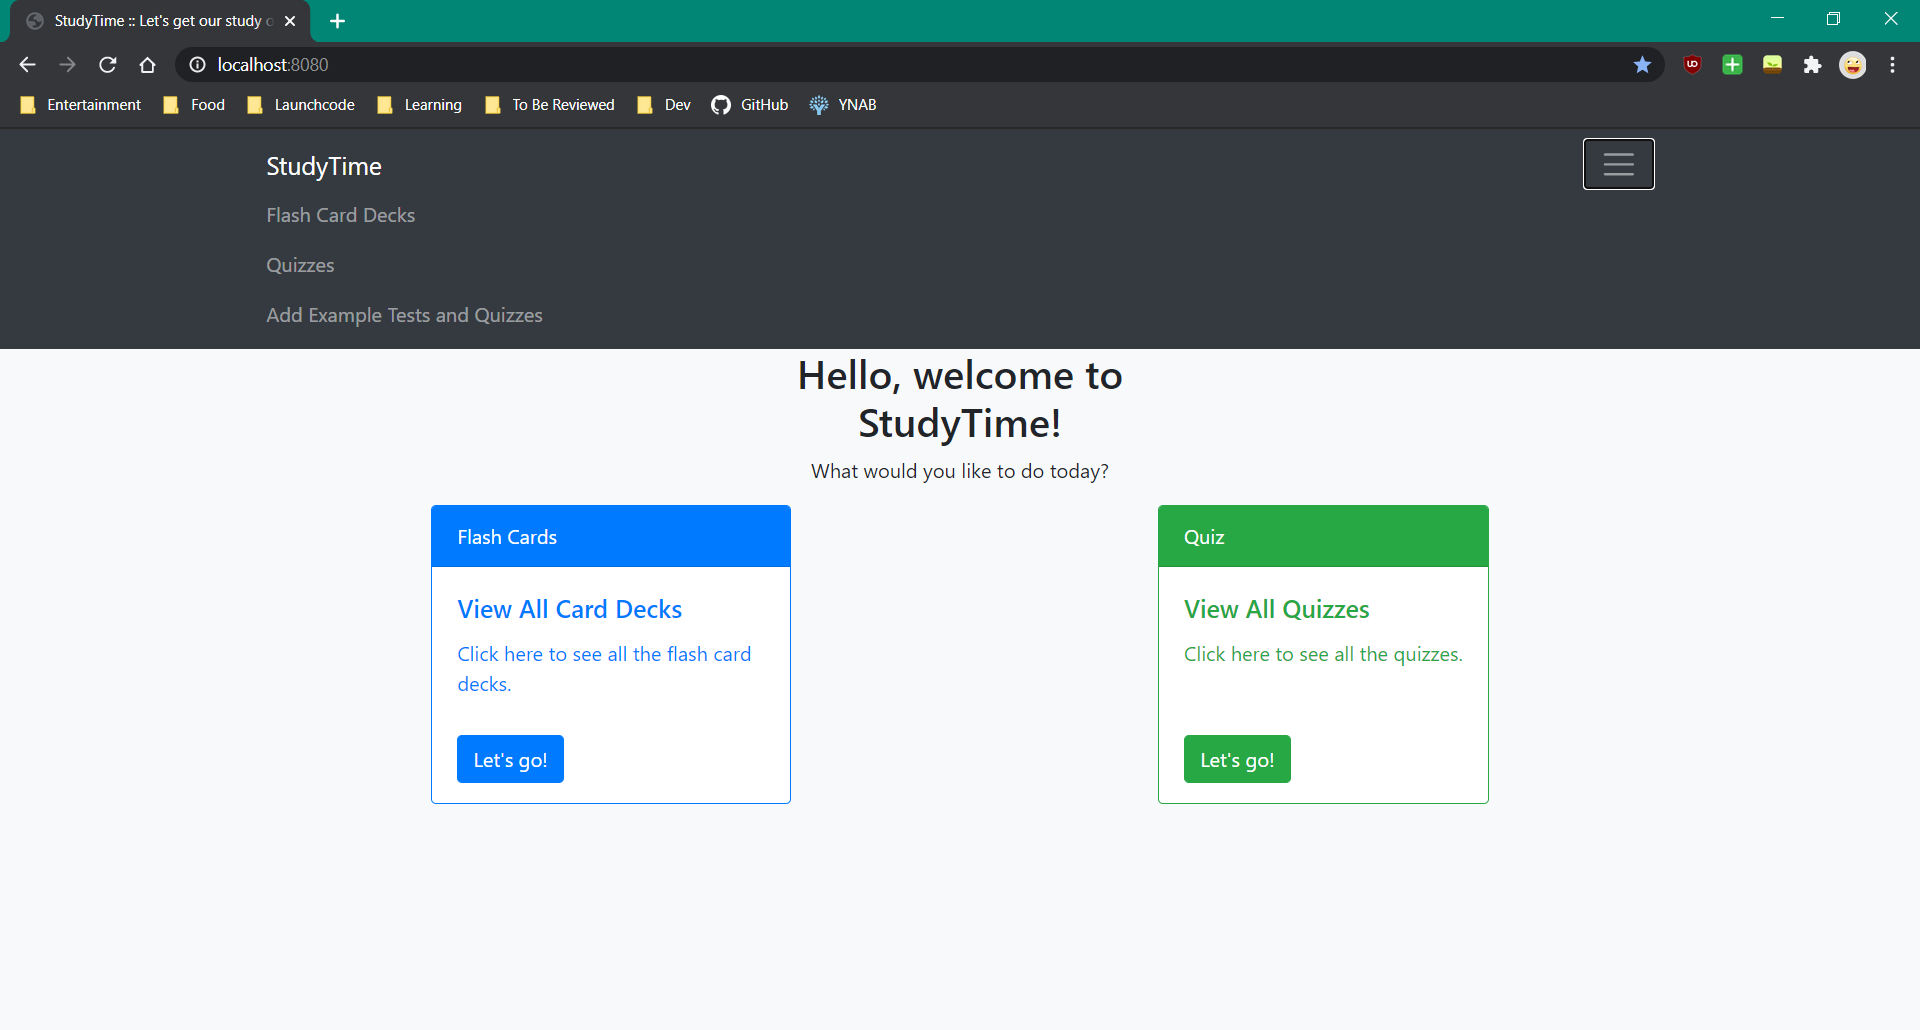 StudyTime :: Let's get our study
localhost:8080
Entertainment Food Launchcode Learning To Be Reviewed Dev GitHub YNAB
StudyTime
Flash Card Decks
Quizzes
Add Example Tests and Quizzes
Hello, welcome to
StudyTime!
What would you like to do today?
Flash Cards
View All Card Decks
Click here to see all the flash card
decks.
Let's go!
Quiz
View All Quizzes
Click here to see all the quizzes.
Let's go!